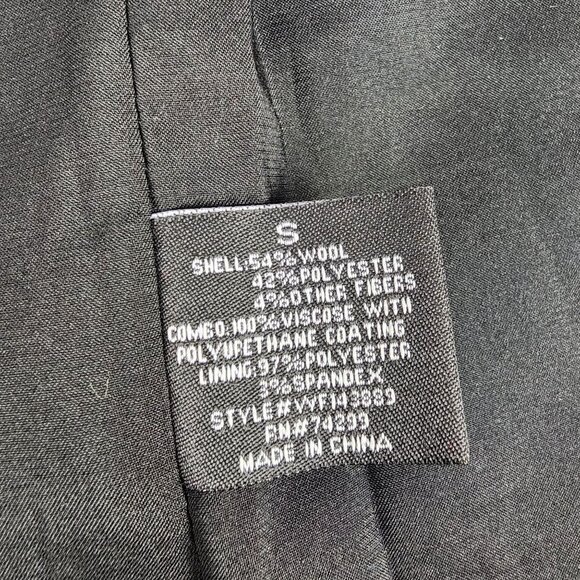 S
SHELL:54%WOOL
42%POLYESTER
4%OTHER FIBERS
COMBO:100%VISCOSE WITH
POLYURETHANE COATING
LINING:97%POLYESTER
3%SPANDEX
STYLE#WF143889
RN#74299
MADE IN CHINA